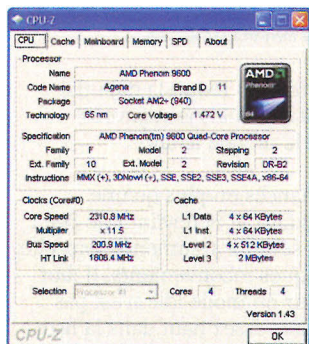 CPU-Z
CPU Cache Mainboard Memory SPD About
Processor
Name AMD Phenom 9600
Code Name Agena Brand ID 11
Package Socket AM2+ (940)
Technology 65 nm Core Voltage 1.472 V
AMD
Phenom
64
Specification AMD Phenom(tm) 9600 Quad-Core Processor
Family F Model 2 Stepping 2
Ext. Family 10 Ext. Model 2 Revision DR-B2
Instructions MMX (+), 3DNow! (+), SSE, SSE2, SSE3, SSE4A, x86-64
Clocks (Core#0)
Core Speed 2310.8 MHz
Multiplier x 11.5
Bus Speed 200.9 MHz
HT Link 1808.4 MHz
Cache
L1 Data 4 x 64 KBytes
L1 Inst. 4 x 64 KBytes
Level 2 4 x 512 KBytes
Level 3 2 MBytes
Selection Processor #1 Cores 4 Threads 4
Version 1.43
CPU-Z OK